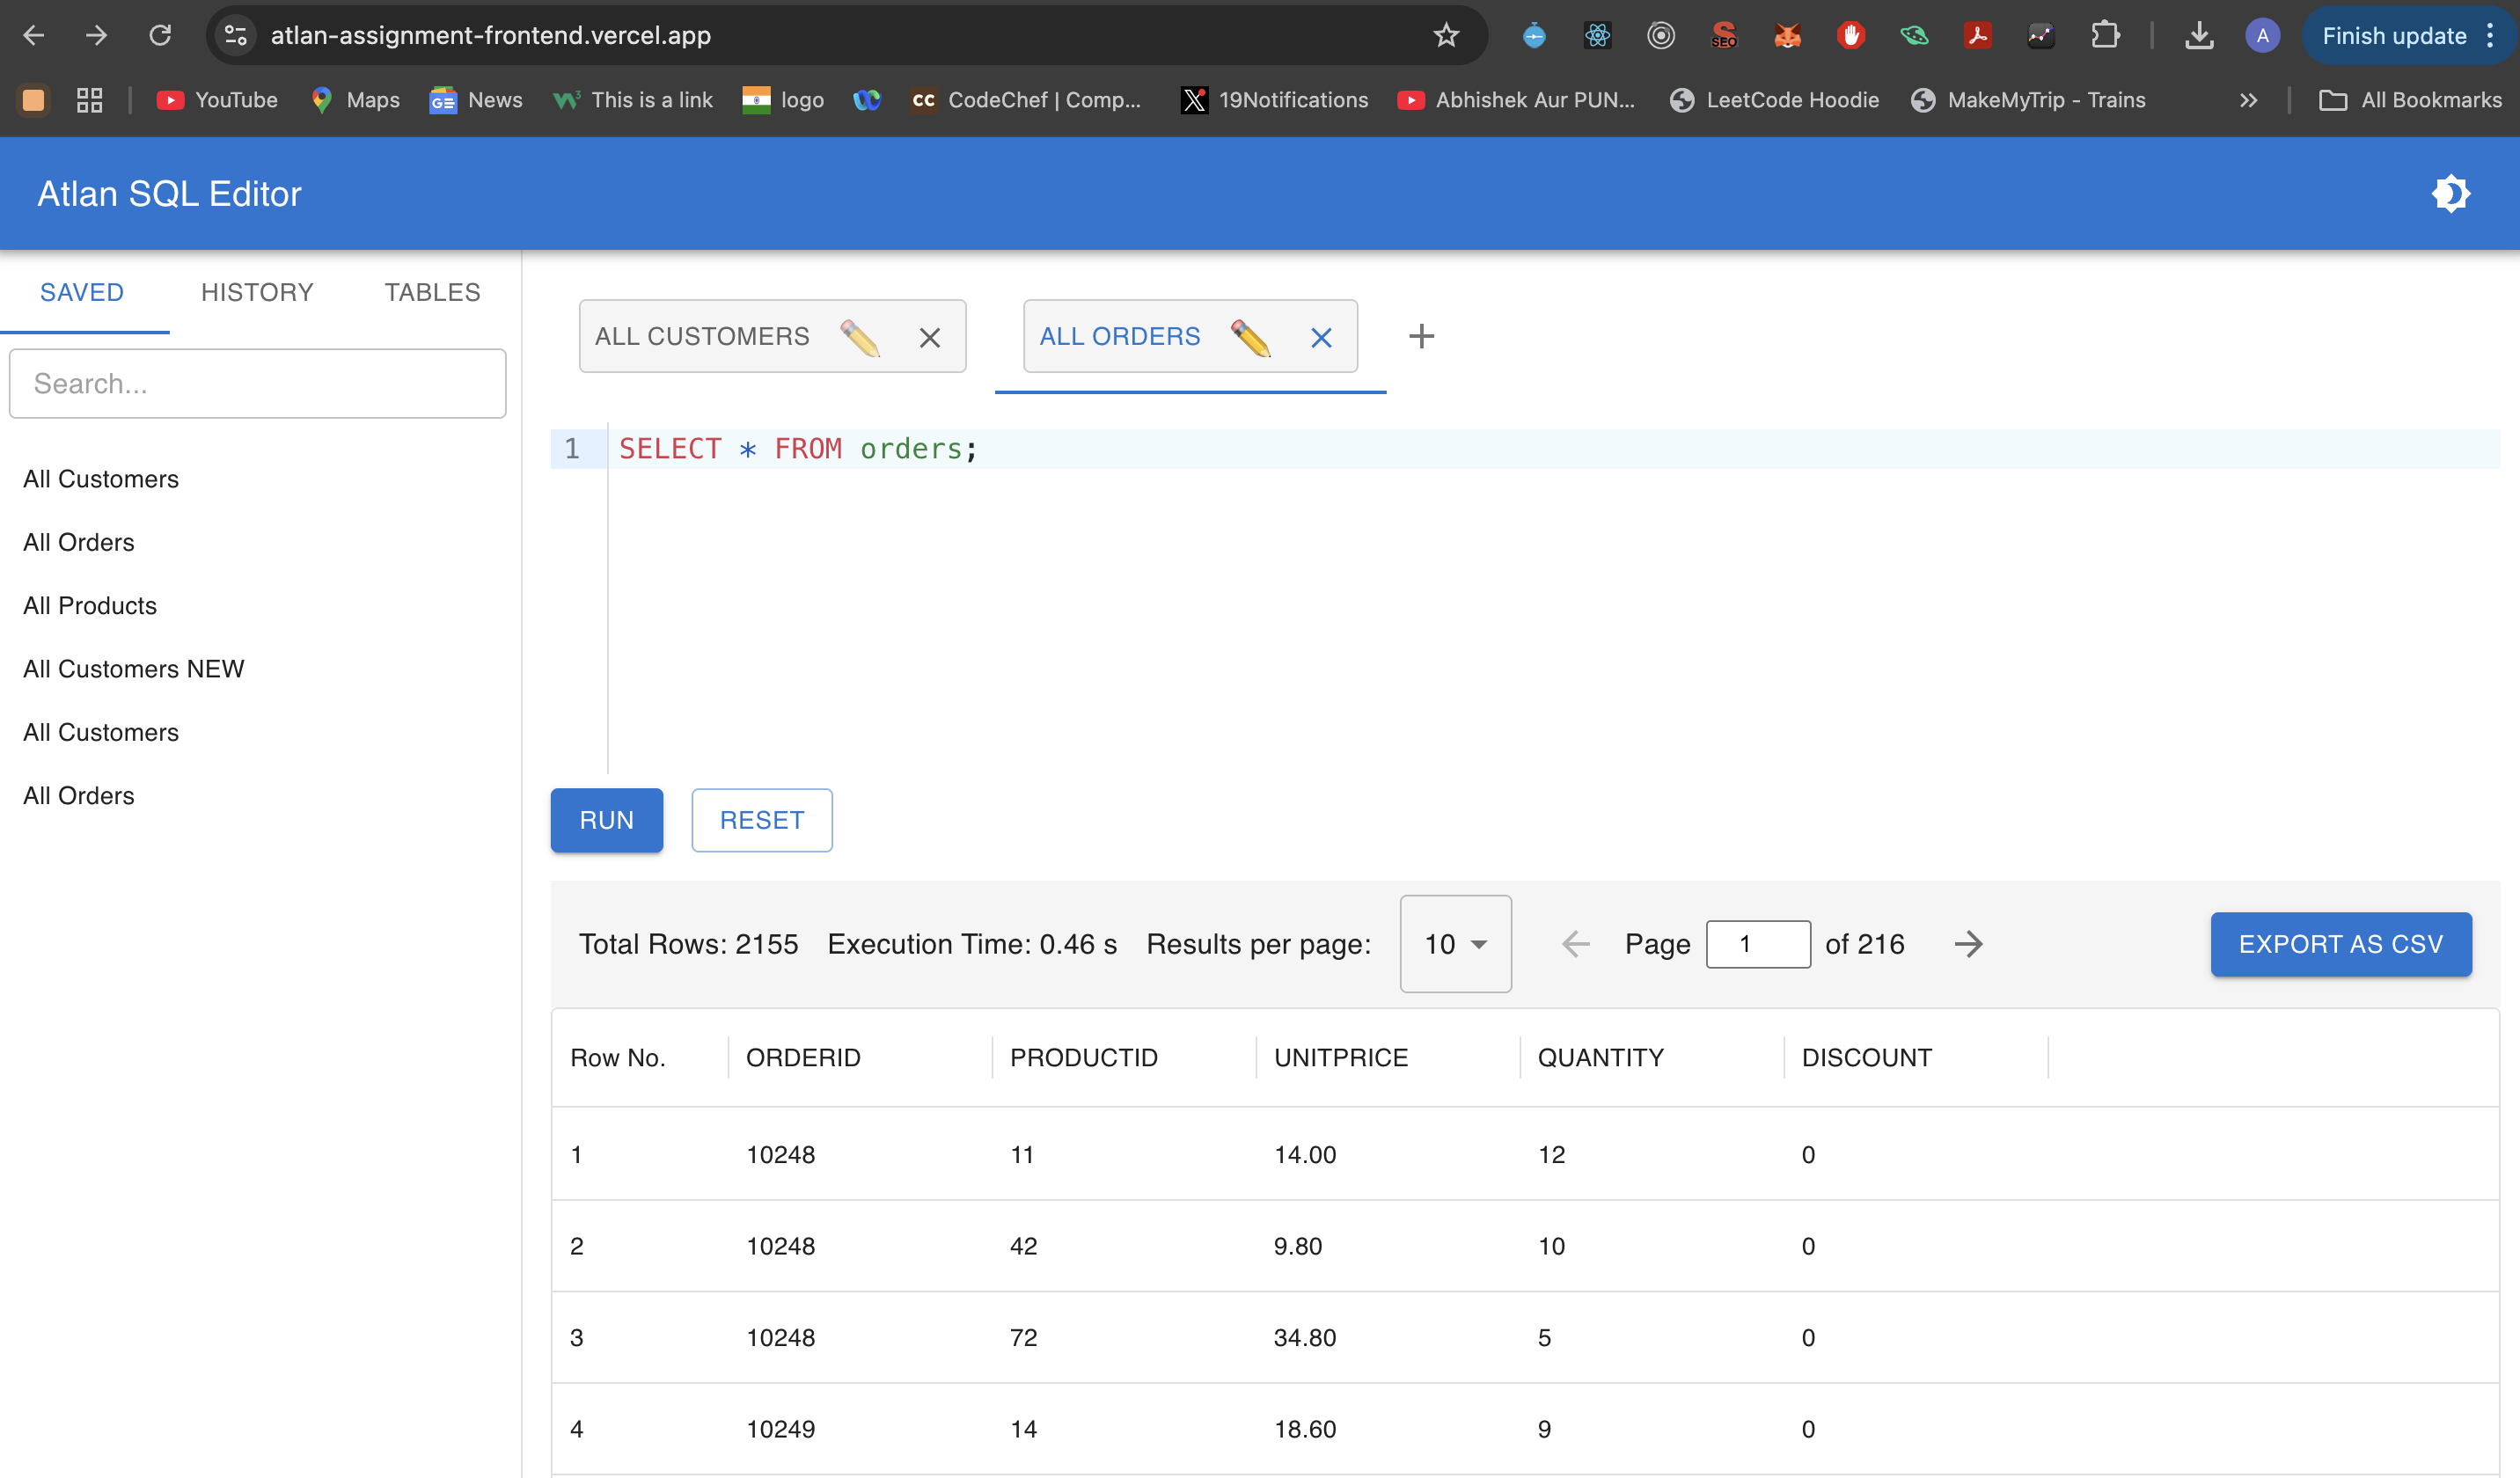 atlan-assignment-frontend.vercel.app SEO A Finish update
YouTube Maps GE News W3 This is a link logo CC CodeChef | Comp... 19Notifications Abhishek Aur PUN... LeetCode Hoodie MakeMyTrip - Trains All Bookmarks
Atlan SQL Editor
SAVED HISTORY TABLES
Search...
All Customers
All Orders
All Products
All Customers NEW
All Customers
All Orders
ALL CUSTOMERS ALL ORDERS
1 SELECT * FROM orders;
RUN RESET
Total Rows: 2155 Execution Time: 0.46 s Results per page: 10 Page 1 of 216 EXPORT AS CSV
Row No. ORDERID PRODUCTID UNITPRICE QUANTITY DISCOUNT
1 10248 11 14.00 12 0
2 10248 42 9.80 10 0
3 10248 72 34.80 5 0
4 10249 14 18.60 9 0